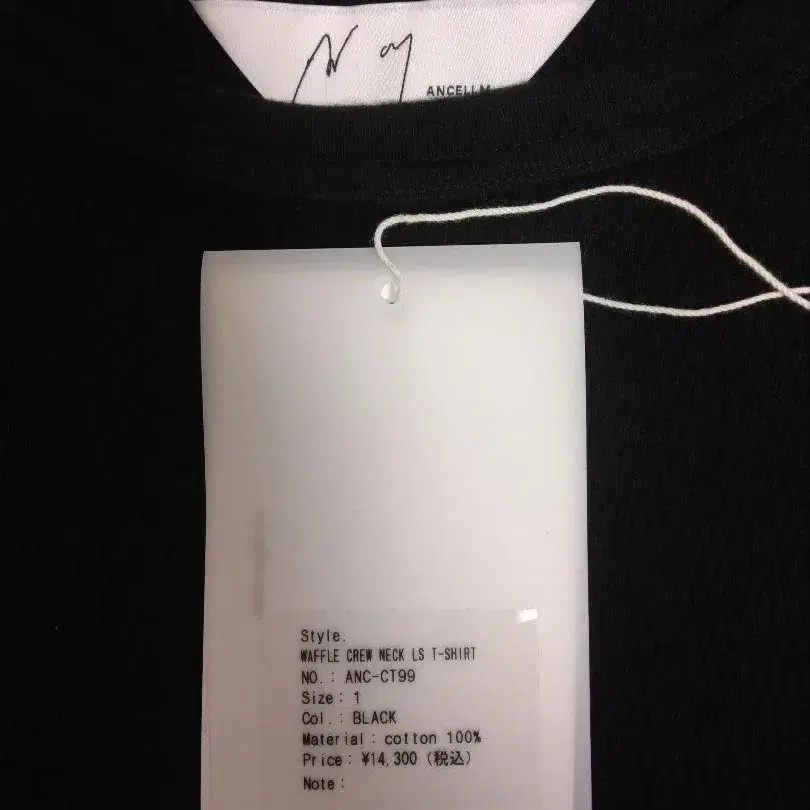 ANCELLM
Style.
WAFFLE CREW NECK LS T-SHIRT
NO. : ANC-CT99
Size : 1
Col. : BLACK
Material : cotton 100%
Price : ¥14,300 (税込)
Note :